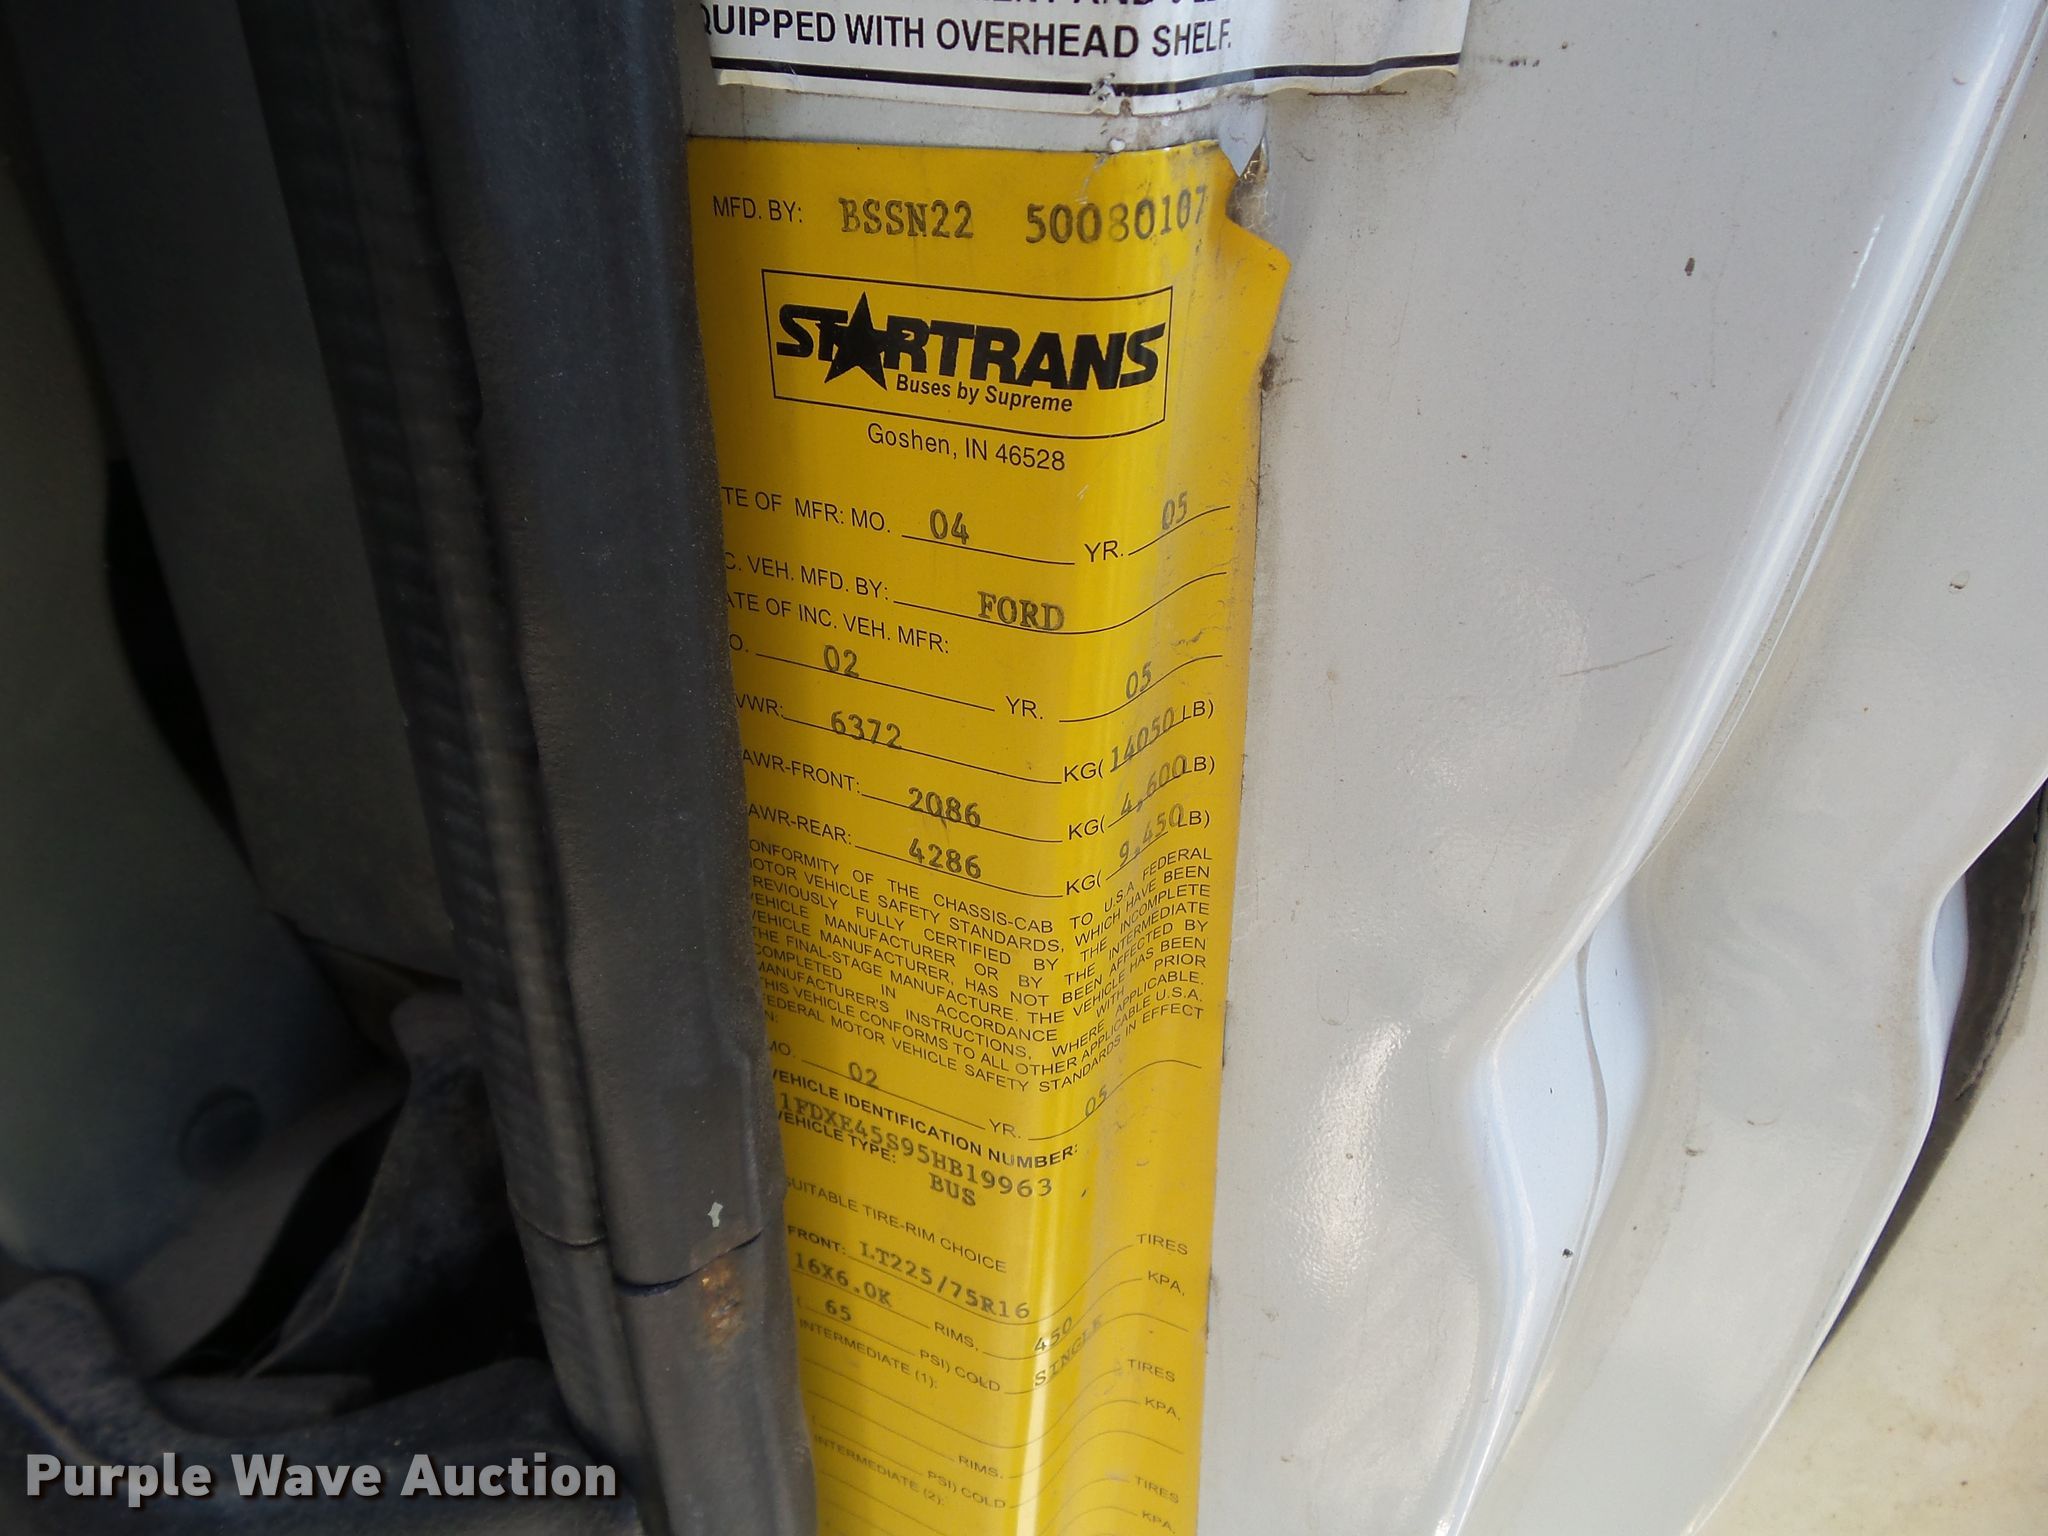 QUIPPED WITH OVERHEAD SHELF.
MFD. BY: BSSN22 50080107
STARTRANS
Buses by Supreme
Goshen, IN 46528
TE OF MFR: MO. 04 YR. 05
C. VEH. MFD. BY: FORD
ATE OF INC. VEH. MFR:
O. 02 YR. 05
VWR: 6372 KG( 14050 LB)
AWR-FRONT: 2086 KG( 4,600 LB)
AWR-REAR: 4286 KG( 9,450 LB)
ONFORMITY OF THE CHASSIS-CAB TO U.S.A. FEDERAL
MOTOR VEHICLE SAFETY STANDARDS, WHICH HAVE BEEN
REVIOUSLY FULLY CERTIFIED BY THE INCOMPLETE
VEHICLE MANUFACTURER OR BY THE INTERMEDIATE
VEHICLE MANUFACTURER, HAS NOT BEEN AFFECTED BY
THE FINAL-STAGE MANUFACTURE. THE VEHICLE HAS BEEN
COMPLETED IN ACCORDANCE WITH PRIOR
MANUFACTURER'S INSTRUCTIONS, WHERE APPLICABLE.
THIS VEHICLE CONFORMS TO ALL OTHER APPLICABLE U.S.A.
FEDERAL MOTOR VEHICLE SAFETY STANDARDS IN EFFECT
N:
MO. 02 YR. 05
VEHICLE IDENTIFICATION NUMBER:
1FDXE45S95HB19963
VEHICLE TYPE: BUS
SUITABLE TIRE-RIM CHOICE
FRONT: LT225/75R16 TIRES
16X6.0K RIMS, 450 KPA.
( 65 PSI) COLD SINGLE
INTERMEDIATE (1): TIRES
RIMS, KPA.
( PSI) COLD
INTERMEDIATE (2): TIRES
KPA.
Purple Wave Auction